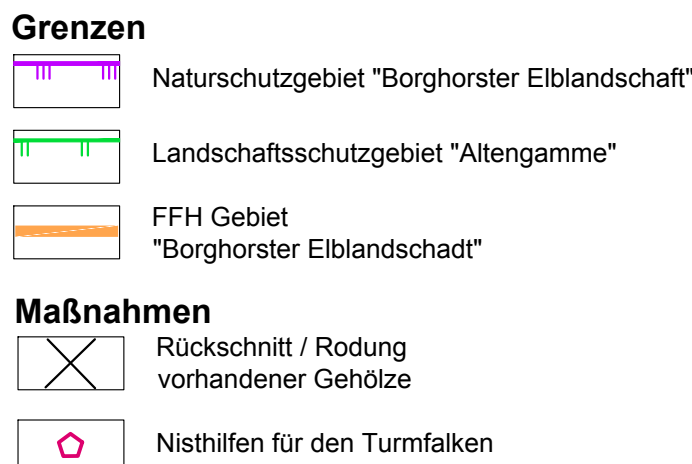 Grenzen
Naturschutzgebiet "Borghorster Elblandschaft"
Landschaftsschutzgebiet "Altengamme"
FFH Gebiet
"Borghorster Elblandschadt"
Maßnahmen
Rückschnitt / Rodung
vorhandener Gehölze
Nisthilfen für den Turmfalken